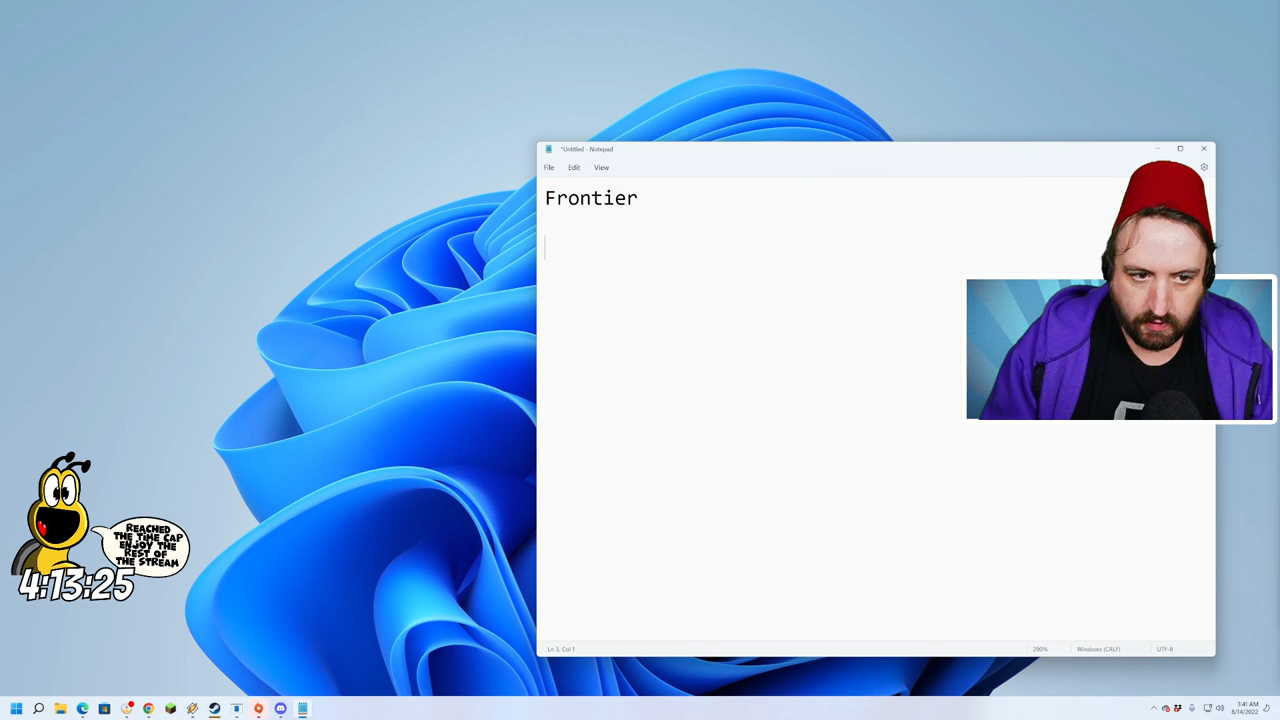 *Untitled - Notepad
File Edit View
Frontier
REACHED
THE TIME CAP
ENJOY THE
REST OF
THE STREAM
4:13:25
Ln 3, Col 1
290%
Windows (CRLF)
UTF-8
3:41 AM
8/14/2022